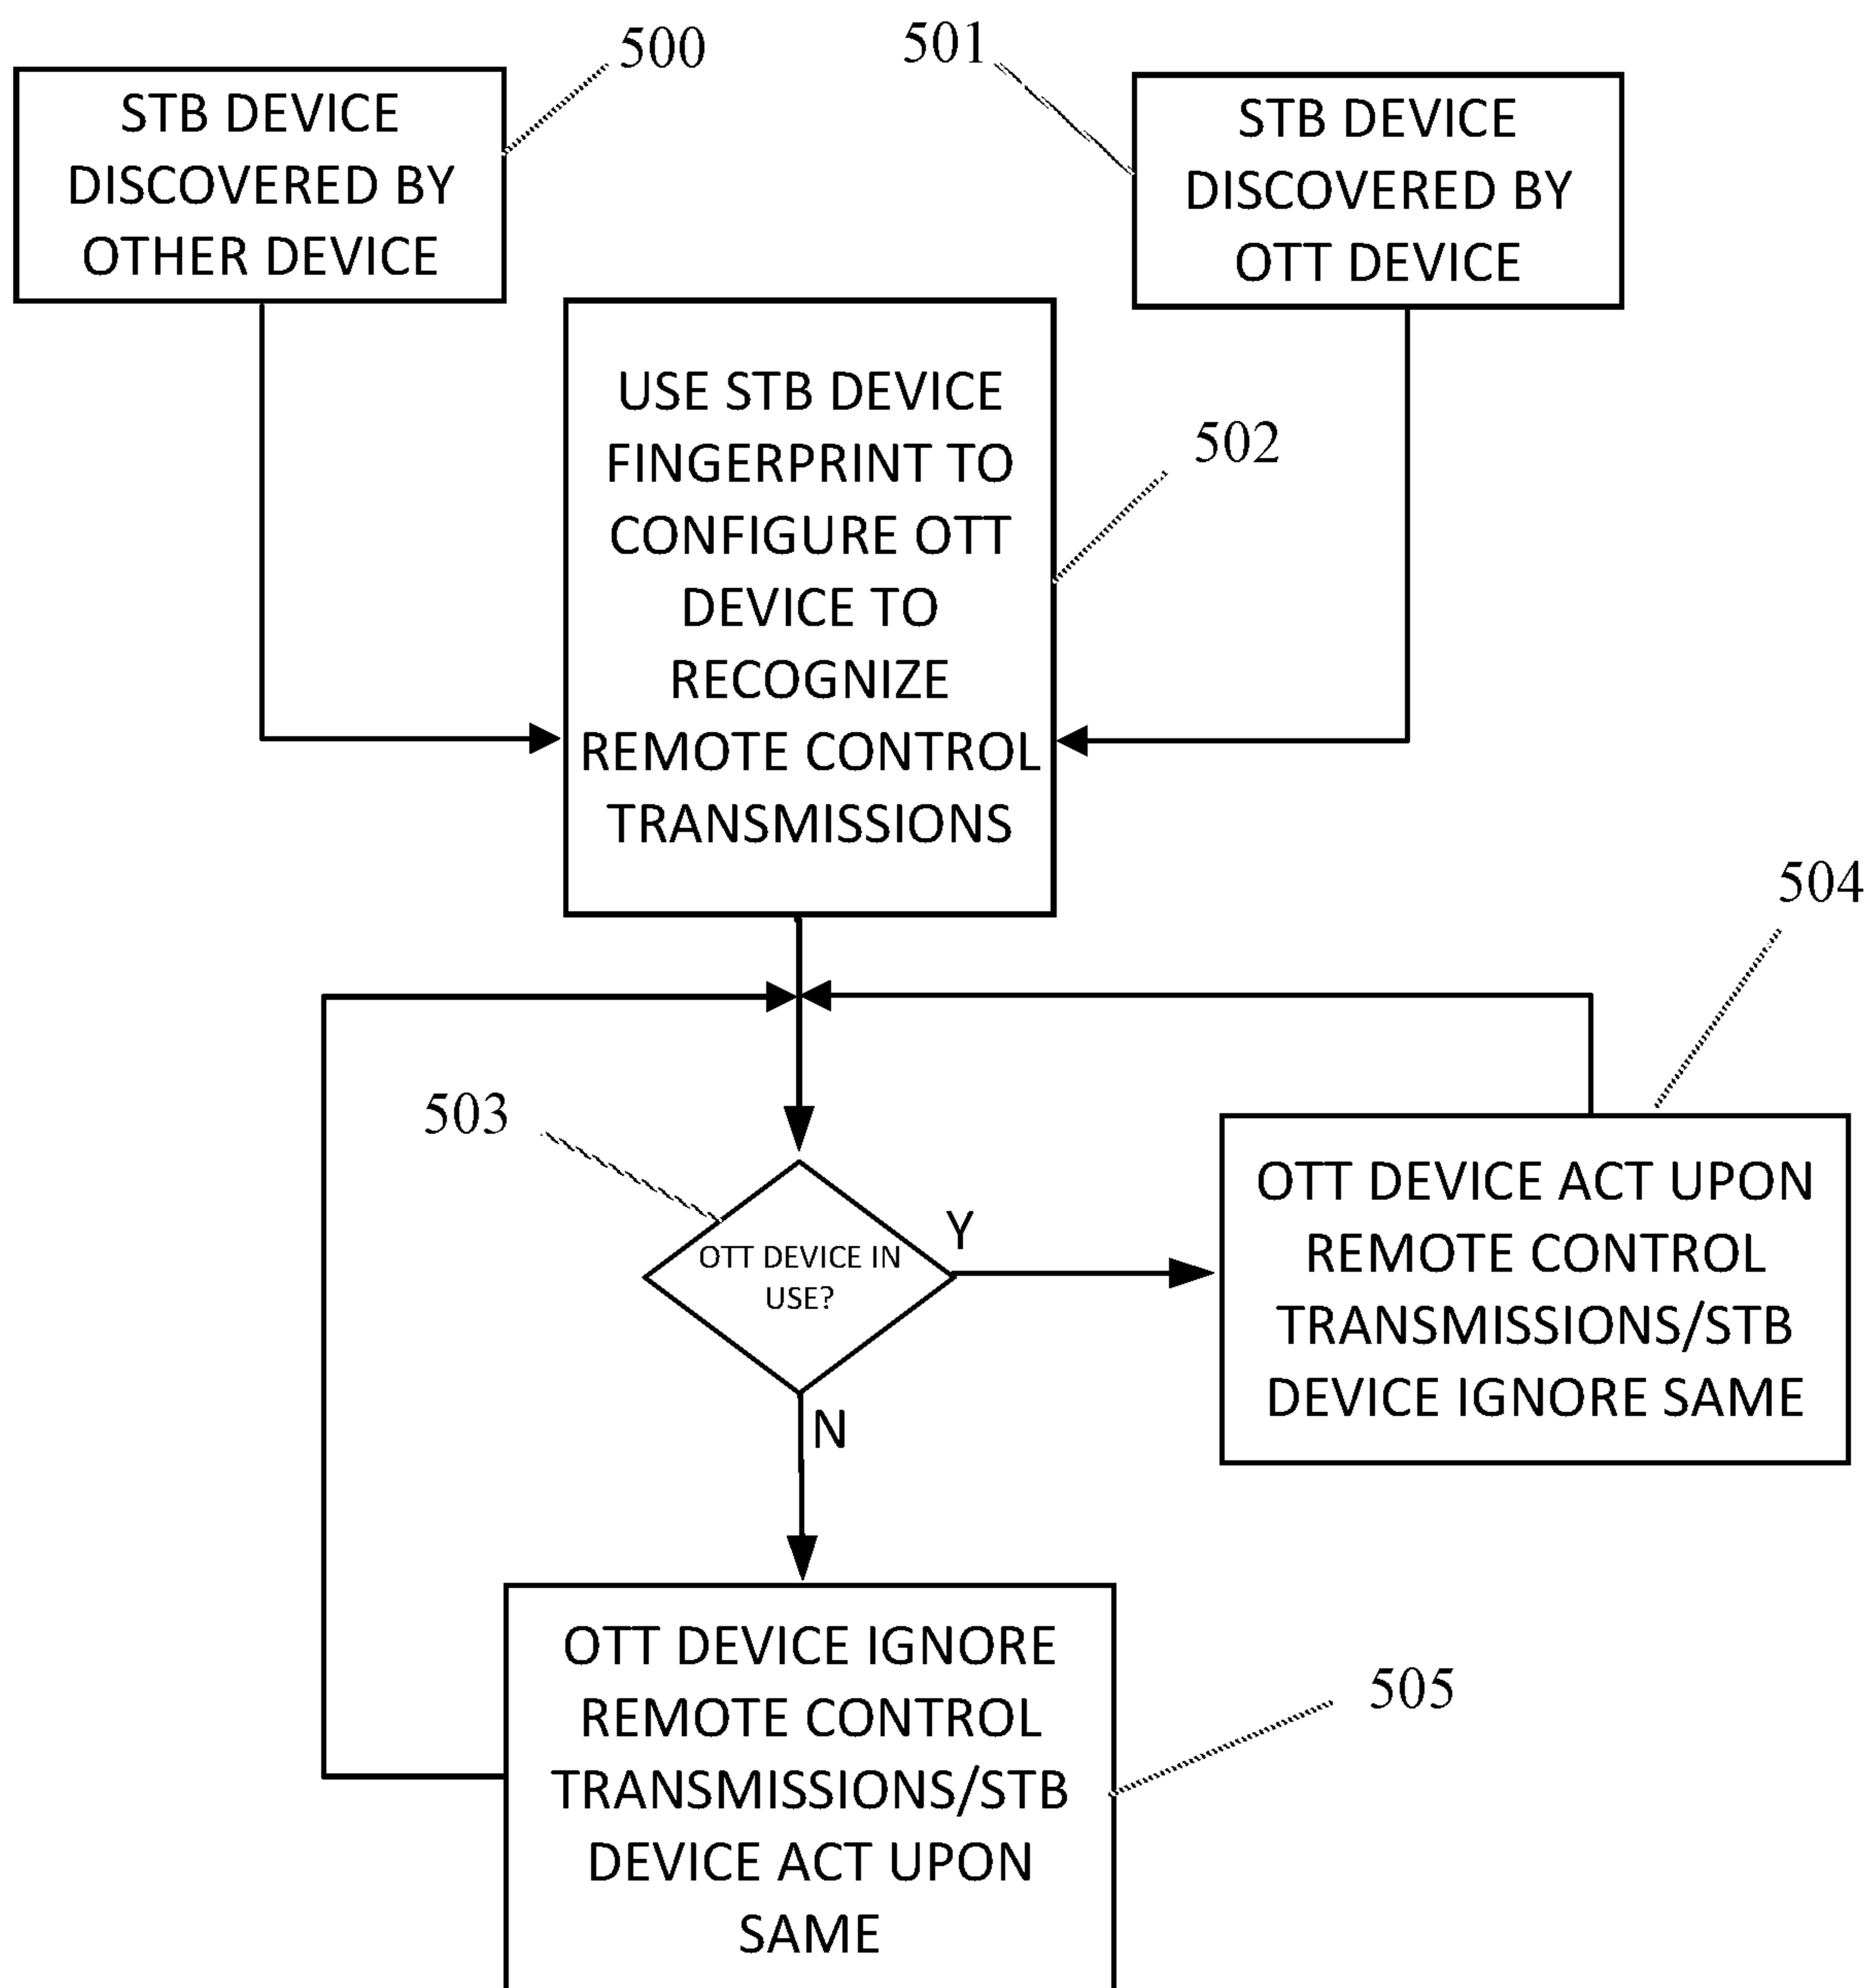 500
501
STB DEVICE
DISCOVERED BY
OTHER DEVICE
STB DEVICE
DISCOVERED BY
OTT DEVICE
USE STB DEVICE
FINGERPRINT TO
CONFIGURE OTT
DEVICE TO
RECOGNIZE
REMOTE CONTROL
TRANSMISSIONS
502
504
503
OTT DEVICE IN
USE?
Y
N
OTT DEVICE ACT UPON
REMOTE CONTROL
TRANSMISSIONS/STB
DEVICE IGNORE SAME
OTT DEVICE IGNORE
REMOTE CONTROL
TRANSMISSIONS/STB
DEVICE ACT UPON
SAME
505